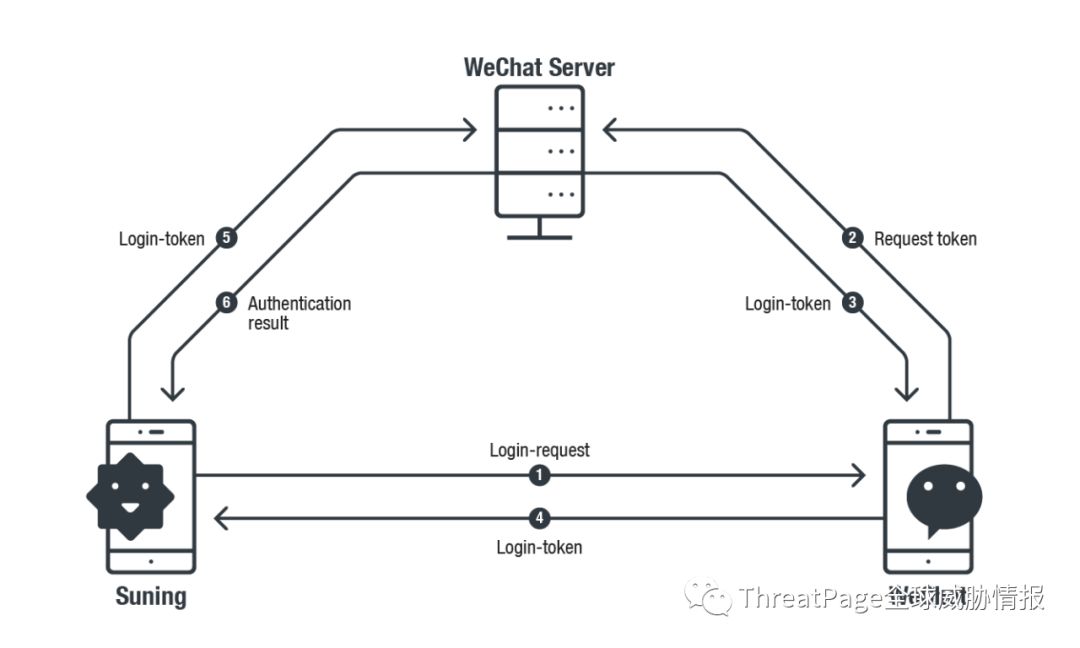 WeChat Server
Login-token 5
2 Request token
6 Authentication
result
Login-token 3
Login-request
1
4
Login-token
Suning
ThreatPage全球威胁情报